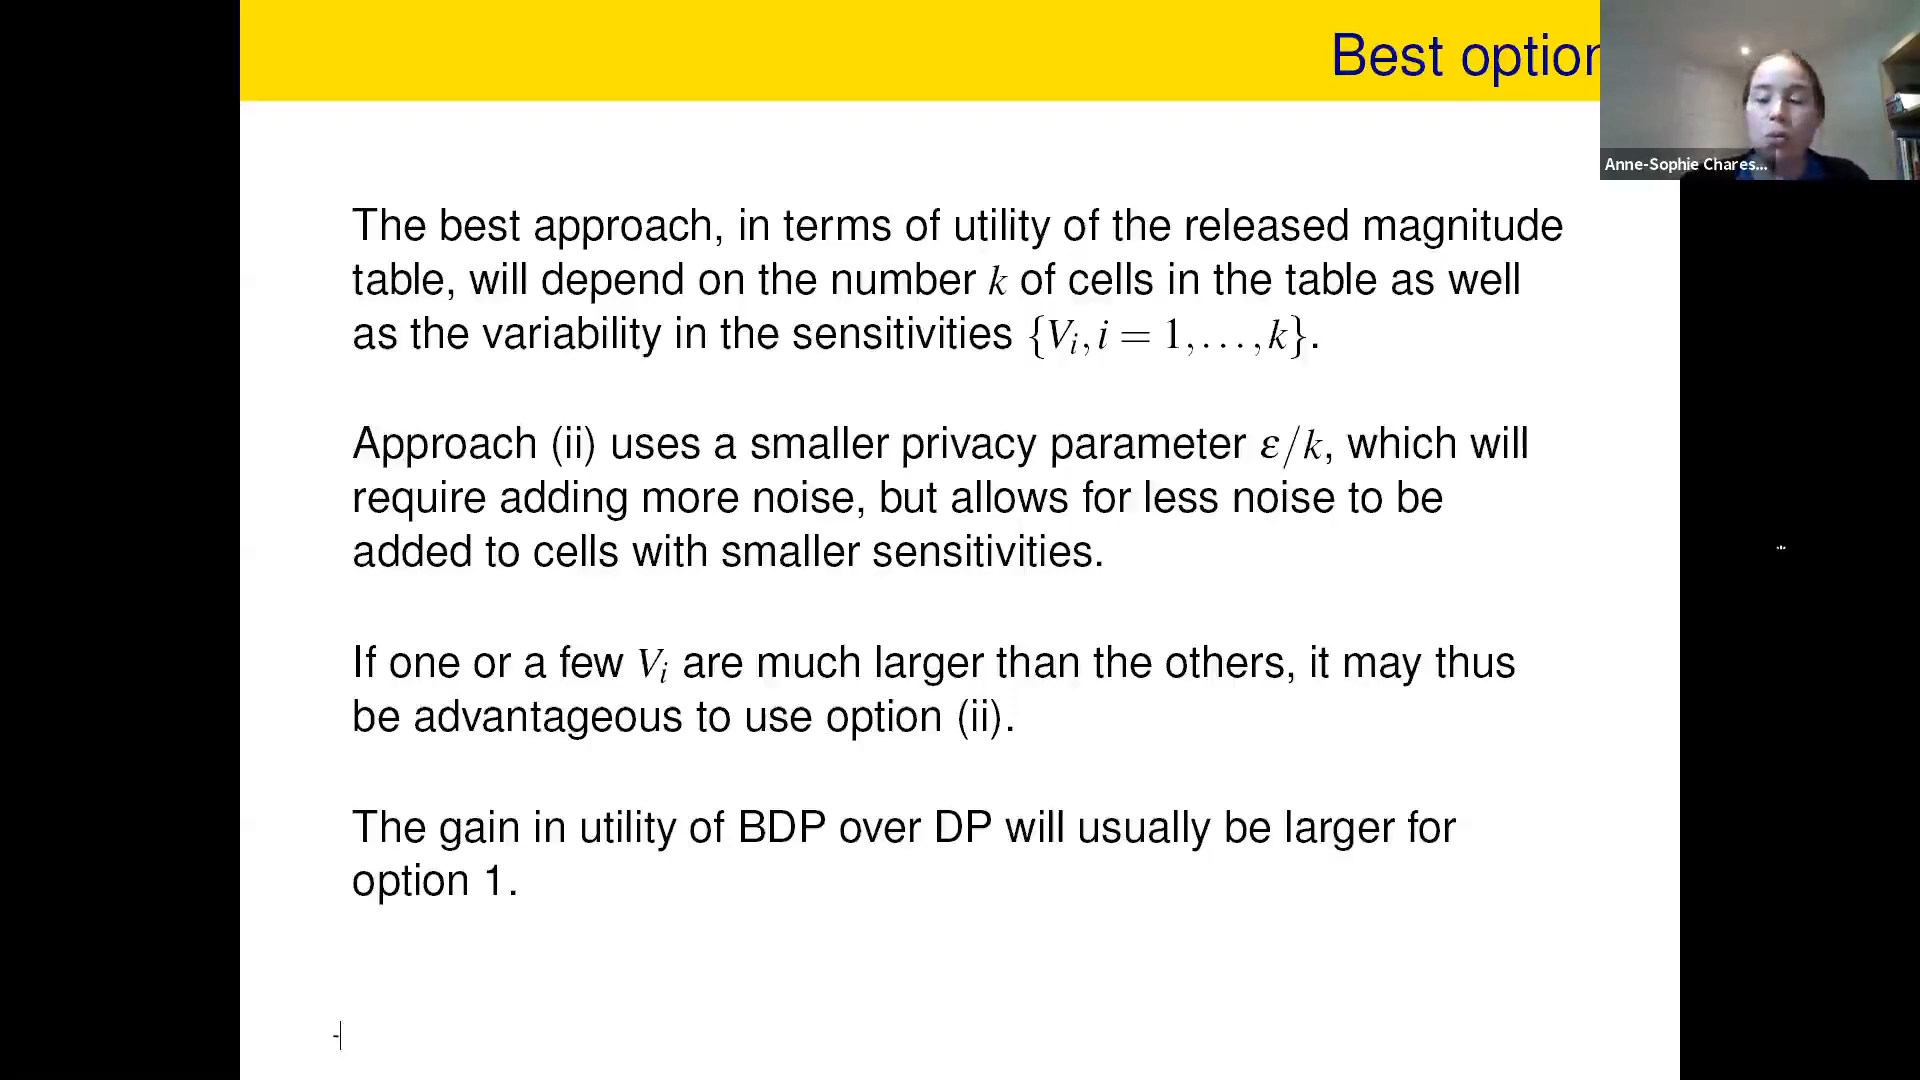 Best option
Anne-Sophie Chares...
The best approach, in terms of utility of the released magnitude
table, will depend on the number k of cells in the table as well
as the variability in the sensitivities {Vᵢ, i = 1, . . . , k}.
Approach (ii) uses a smaller privacy parameter ε/k, which will
require adding more noise, but allows for less noise to be
added to cells with smaller sensitivities.
If one or a few Vᵢ are much larger than the others, it may thus
be advantageous to use option (ii).
The gain in utility of BDP over DP will usually be larger for
option 1.